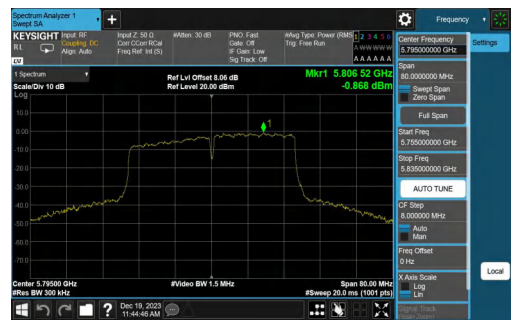 Spectrum Analyzer 1
Swept SA
Frequency
KEYSIGHT
RL
Input: RF
Coupling: DC
Align: Auto
Input Z: 50 Ω
Corr CCorr RCal
Freq Ref: Int (S)
#Atten: 30 dB
PNO: Fast
Gate: Off
IF Gain: Low
Sig Track: Off
#Avg Type: Power (RMS
Trig: Free Run
1 2 3 4 5 6
A W W W W W
A A A A A A
LV
1 Spectrum
Scale/Div 10 dB
Log
Ref Lvl Offset 8.06 dB
Ref Level 20.00 dBm
Mkr1 5.806 52 GHz
-0.868 dBm
1
10.0
0.00
-10.0
-20.0
-30.0
-40.0
-50.0
-60.0
-70.0
Center 5.79500 GHz
#Res BW 300 kHz
#Video BW 1.5 MHz
Span 80.00 MHz
#Sweep 20.0 ms (1001 pts)
Dec 19, 2023
11:44:46 AM
Center Frequency
5.795000000 GHz
Span
80.0000000 MHz
Swept Span
Zero Span
Full Span
Start Freq
5.755000000 GHz
Stop Freq
5.835000000 GHz
AUTO TUNE
CF Step
8.000000 MHz
Auto
Man
Freq Offset
0 Hz
X Axis Scale
Log
Lin
Signal Track
Settings
Local